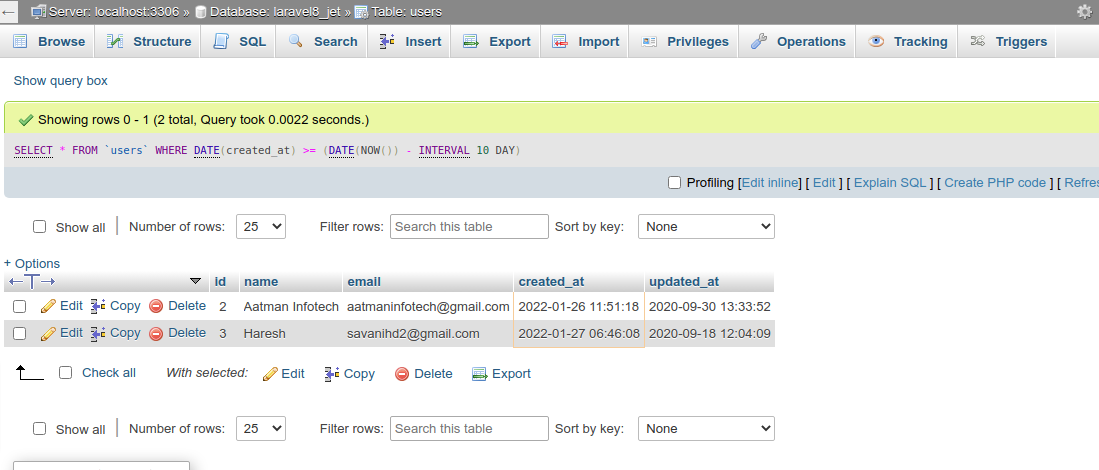 Server: localhost:3306 » Database: laravel8_jet » Table: users
Browse Structure SQL Search Insert Export Import Privileges Operations Tracking Triggers
Show query box
Showing rows 0 - 1 (2 total, Query took 0.0022 seconds.)
SELECT * FROM `users` WHERE DATE(created_at) >= (DATE(NOW()) - INTERVAL 10 DAY)
Profiling [Edit inline] [ Edit ] [ Explain SQL ] [ Create PHP code ] [ Refres
Show all Number of rows: 25 Filter rows: Search this table Sort by key: None
+ Options
←T→ id name email created_at updated_at
Edit Copy Delete 2 Aatman Infotech aatmaninfotech@gmail.com 2022-01-26 11:51:18 2020-09-30 13:33:52
Edit Copy Delete 3 Haresh savanihd2@gmail.com 2022-01-27 06:46:08 2020-09-18 12:04:09
Check all With selected: Edit Copy Delete Export
Show all Number of rows: 25 Filter rows: Search this table Sort by key: None